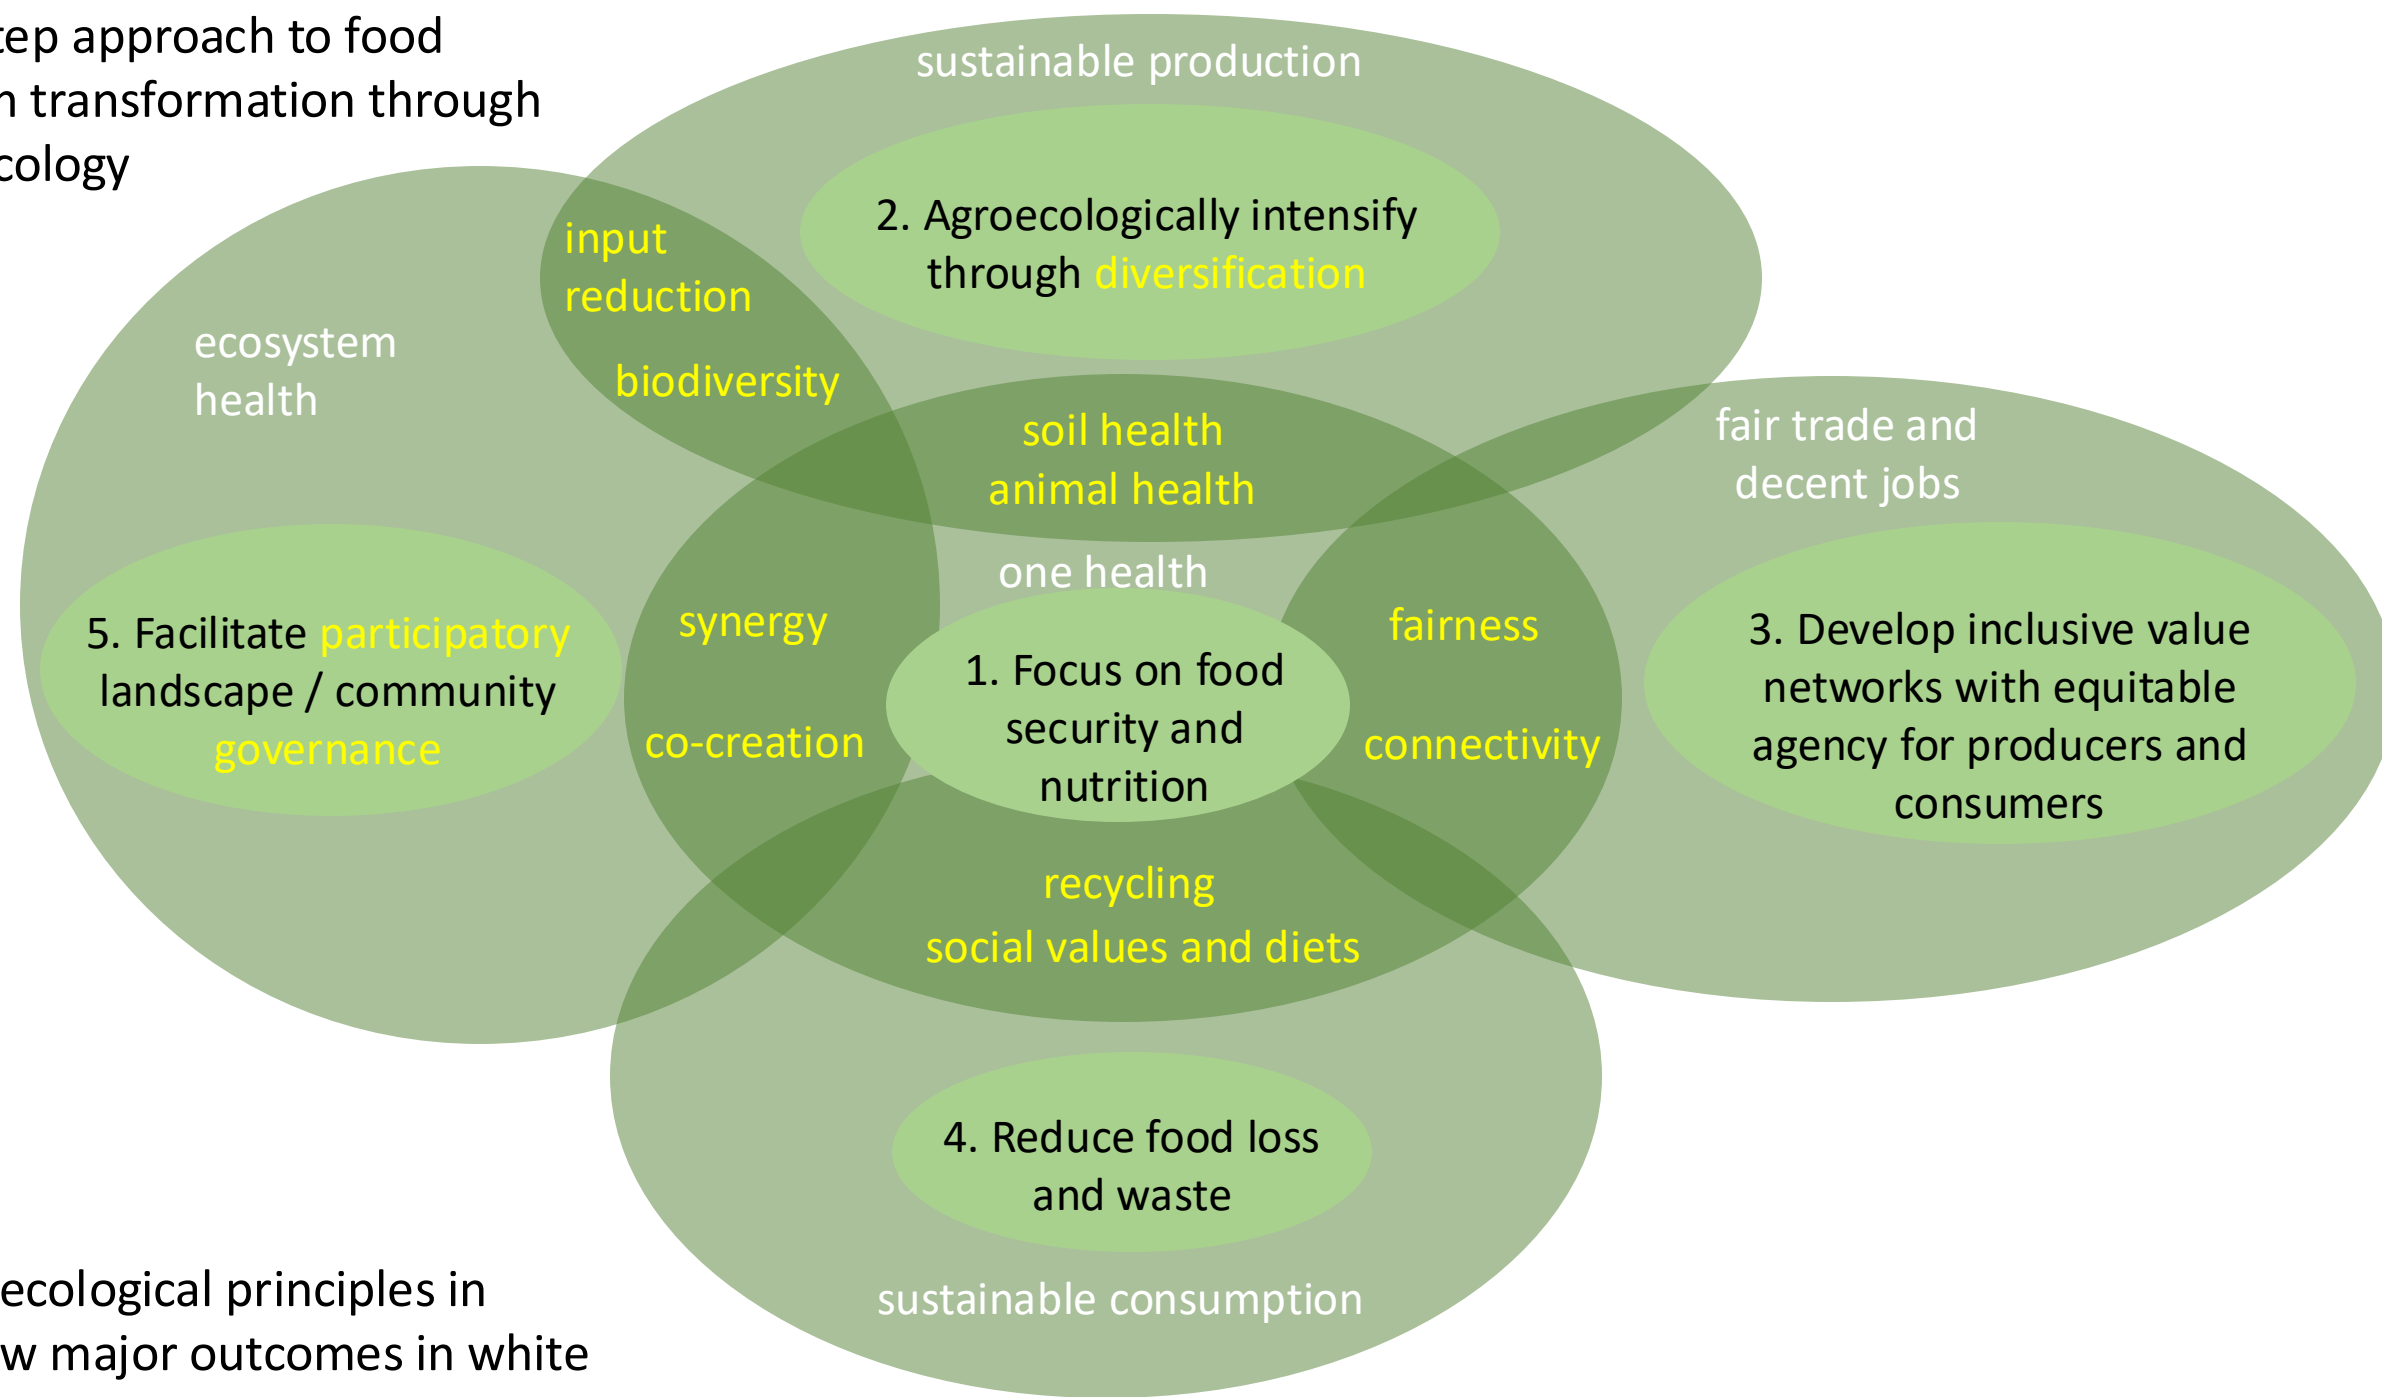 tep approach to food
transformation through
cology
sustainable production
2. Agroecologically intensify
through diversification
input
reduction
biodiversity
ecosystem
health
soil health
animal health
fair trade and
decent jobs
one health
5. Facilitate participatory
landscape / community
governance
synergy
co-creation
1. Focus on food
security and
nutrition
fairness
connectivity
3. Develop inclusive value
networks with equitable
agency for producers and
consumers
recycling
social values and diets
4. Reduce food loss
and waste
sustainable consumption
ecological principles in
w major outcomes in white